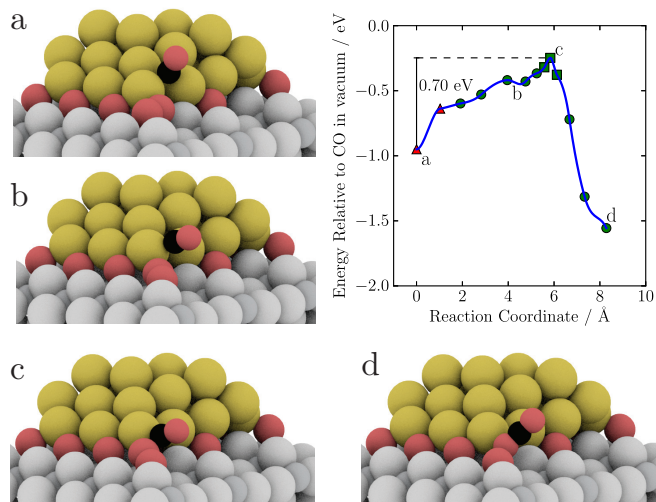 a
b
c
d
Energy Relative to CO in vacuum / eV
0.0
−0.5
−1.0
−1.5
−2.0
0.70 eV
a
b
c
d
0 2 4 6 8 10
Reaction Coordinate / Å